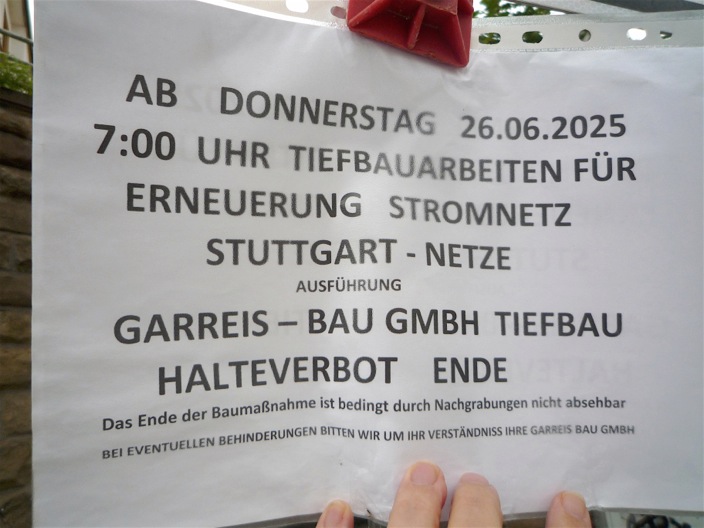 AB DONNERSTAG 26.06.2025
7:00 UHR TIEFBAUARBEITEN FÜR
ERNEUERUNG STROMNETZ
STUTTGART - NETZE
AUSFÜHRUNG
GARREIS – BAU GMBH TIEFBAU
HALTEVERBOT ENDE
Das Ende der Baumaßnahme ist bedingt durch Nachgrabungen nicht absehbar
BEI EVENTUELLEN BEHINDERUNGEN BITTEN WIR UM IHR VERSTÄNDNISS IHRE GARREIS BAU GMBH